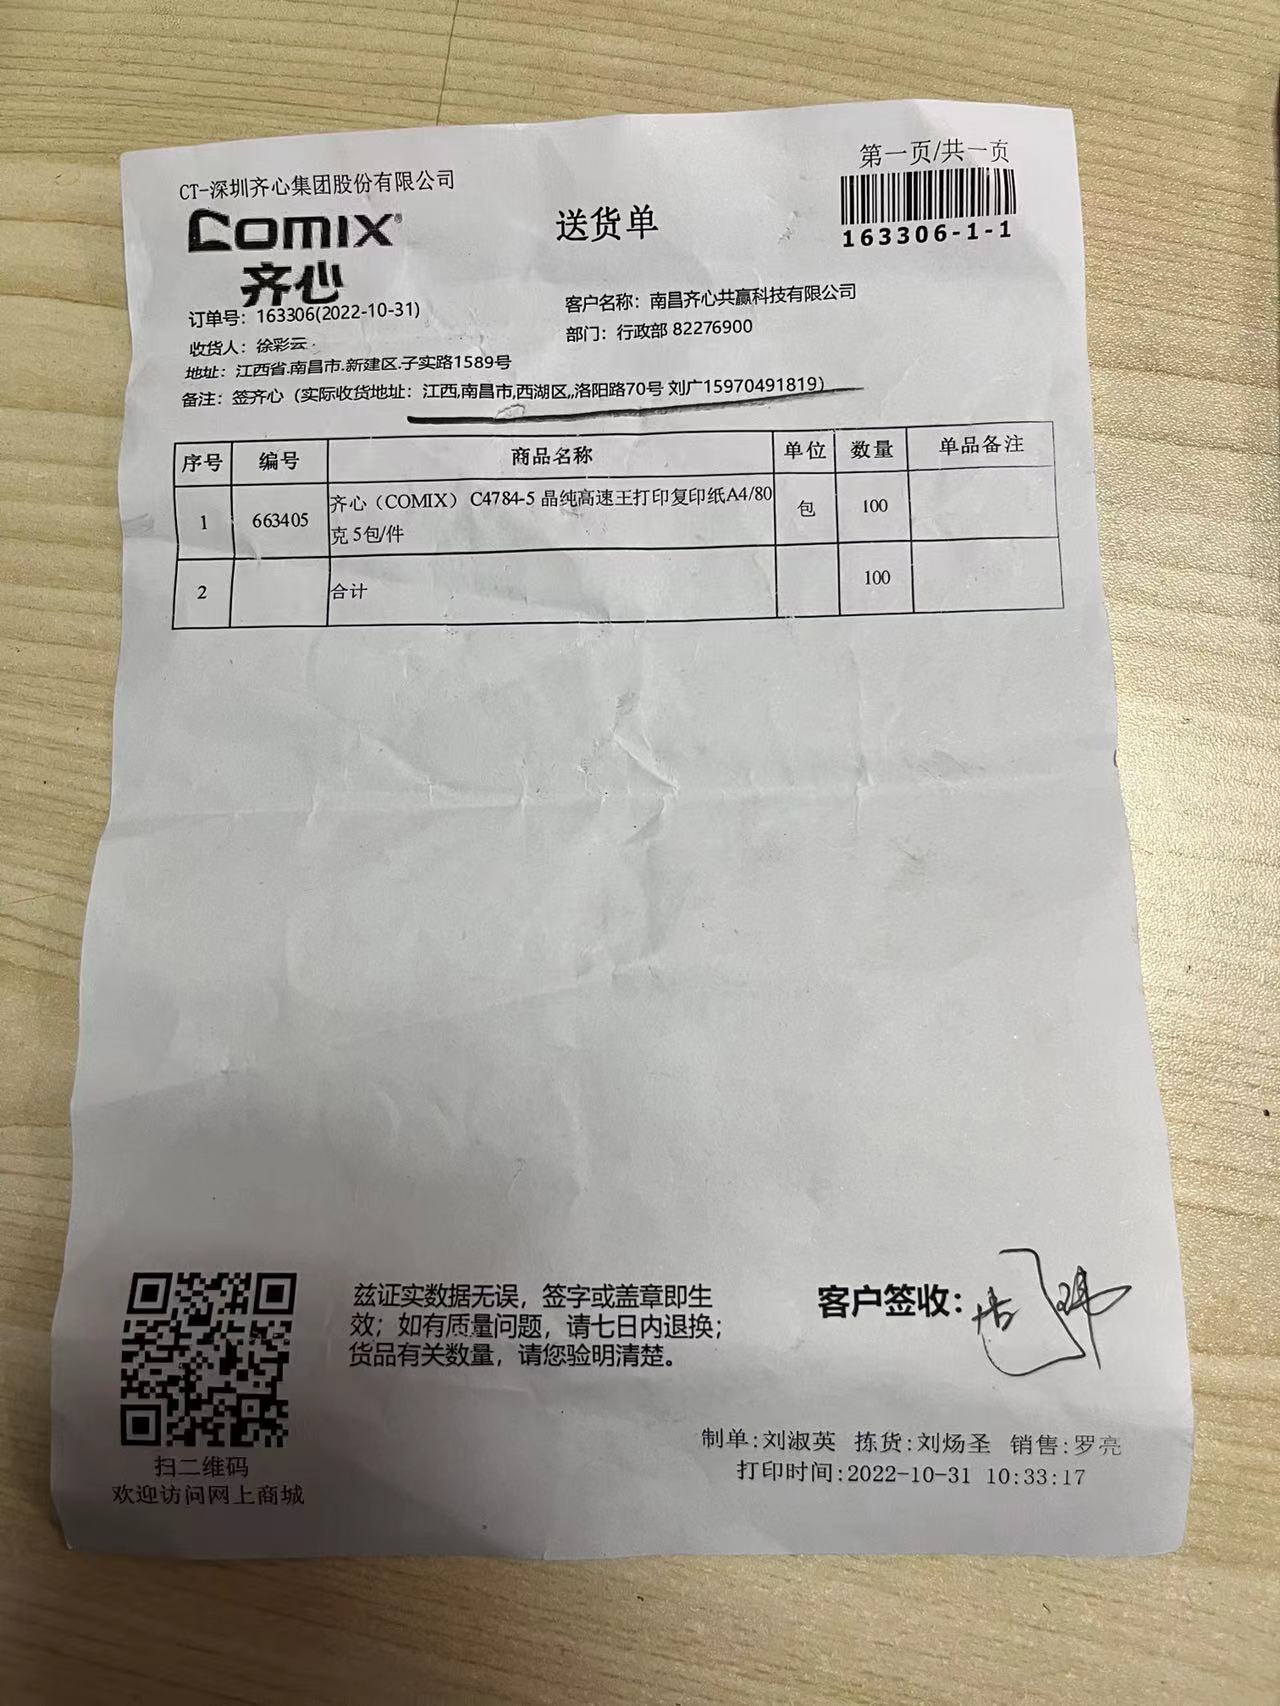 第一页/共一页
CT-深圳齐心集团股份有限公司
COMIX®
齐心
送货单
163306-1-1
订单号：163306(2022-10-31)
客户名称：南昌齐心共赢科技有限公司
收货人：徐彩云
部门：行政部 82276900
地址：江西省.南昌市.新建区.子实路1589号
备注：签齐心（实际收货地址：江西,南昌市,西湖区,,洛阳路70号 刘广15970491819）
序号 编号 商品名称 单位 数量 单品备注
1 663405 齐心（COMIX） C4784-5 晶纯高速王打印复印纸A4/80 包 100
克 5包/件
2 合计 100
兹证实数据无误，签字或盖章即生
效；如有质量问题，请七日内退换；
货品有关数量，请您验明清楚。
客户签收：
扫二维码
欢迎访问网上商城
制单:刘淑英 拣货:刘炀圣 销售:罗亮
打印时间:2022-10-31 10:33:17